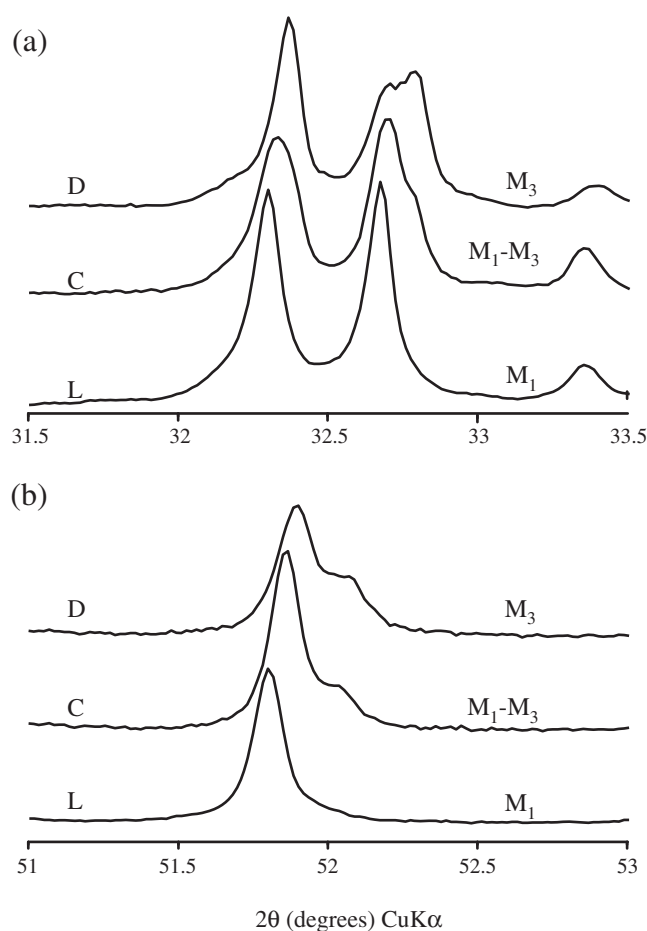 (a)
D
M₃
C
M₁-M₃
L
M₁
31.5 32 32.5 33 33.5
(b)
D
M₃
C
M₁-M₃
L
M₁
51 51.5 52 52.5 53
2θ (degrees) CuKα